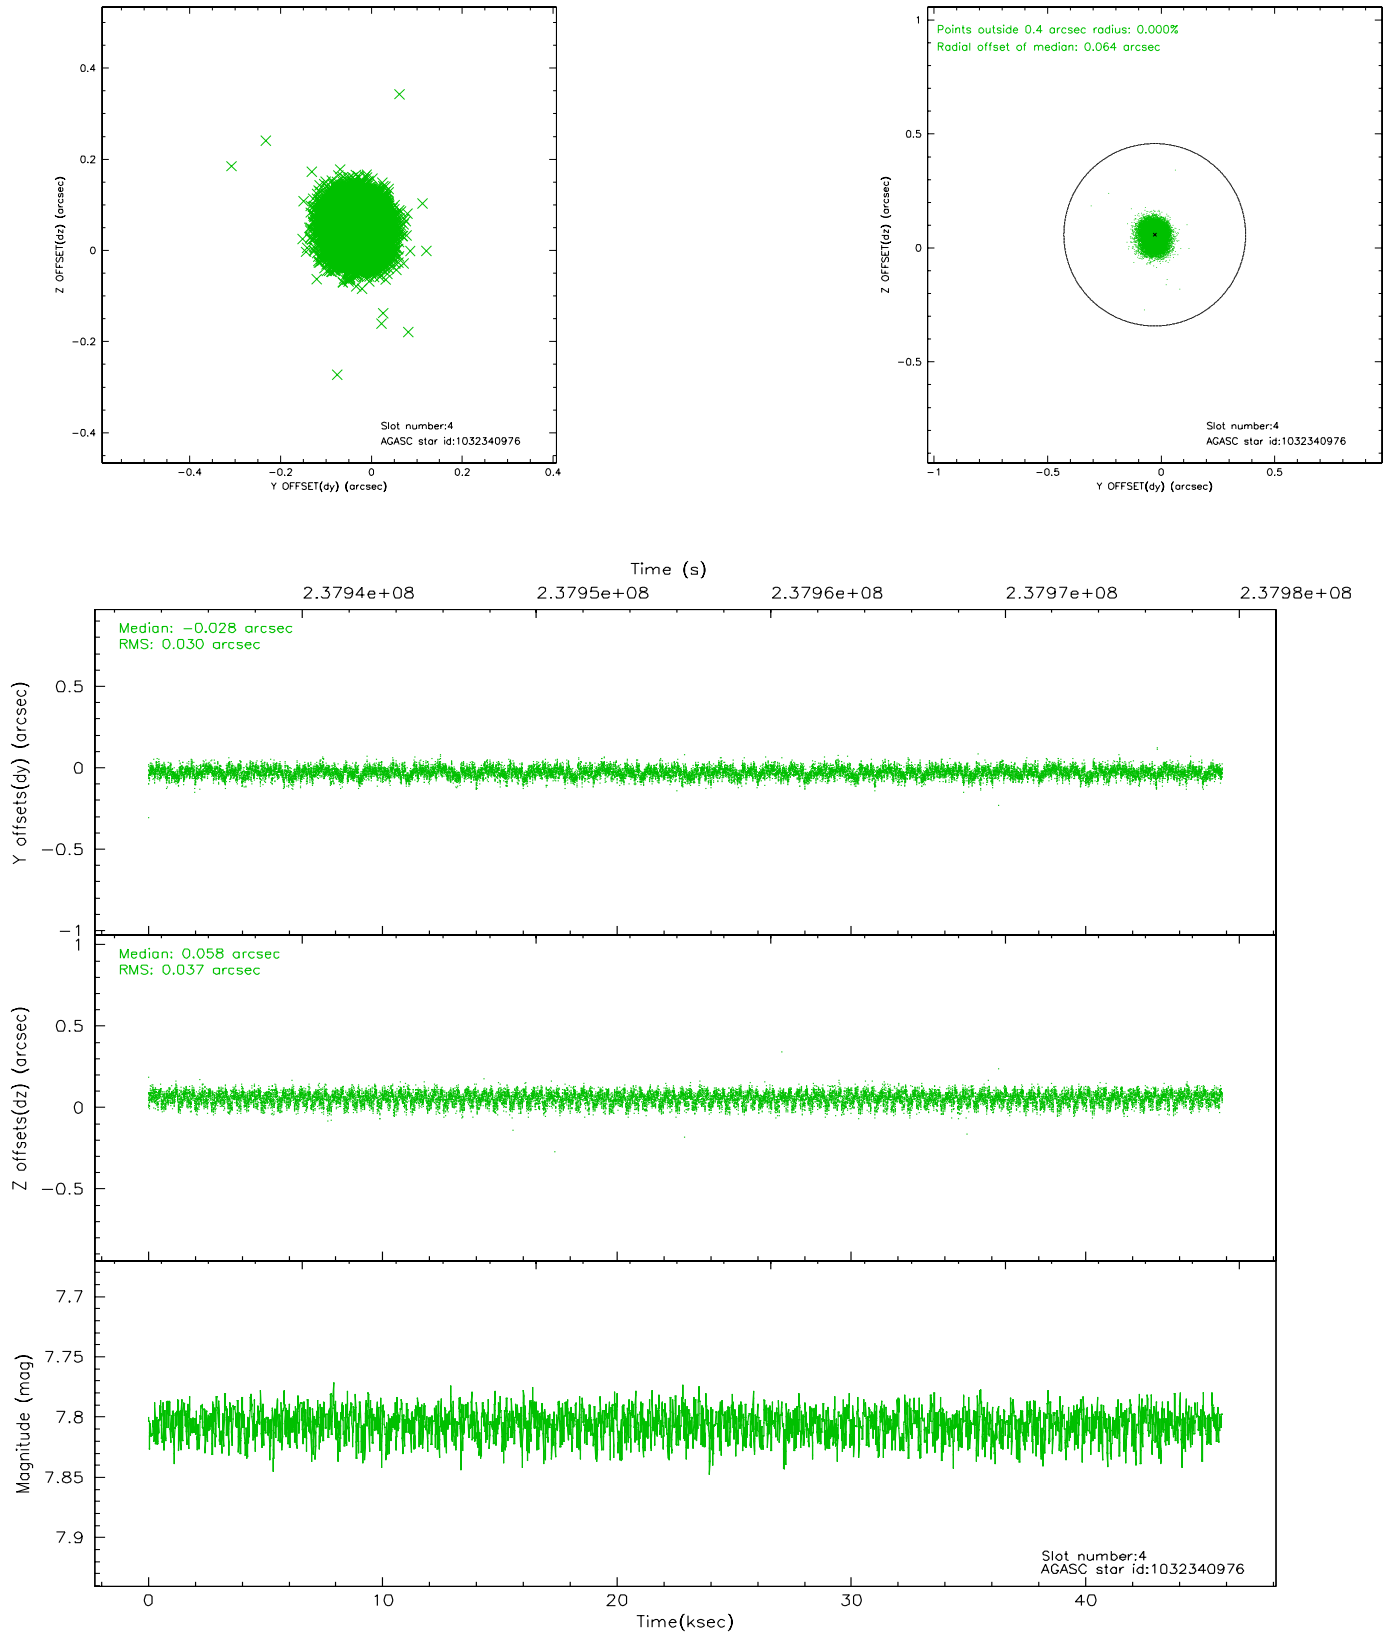 0.4
0.2
0
−0.2
−0.4
Z OFFSET(dz) (arcsec)
Slot number:4
AGASC star id:1032340976
−0.4
−0.2
0
0.2
0.4
Y OFFSET(dy) (arcsec)
Points outside 0.4 arcsec radius: 0.000%
Radial offset of median: 0.064 arcsec
1
0.5
0
−0.5
Z OFFSET(dz) (arcsec)
Slot number:4
AGASC star id:1032340976
−1
−0.5
0
0.5
Y OFFSET(dy) (arcsec)
Time (s)
2.3794e+08
2.3795e+08
2.3796e+08
2.3797e+08
2.3798e+08
Median: −0.028 arcsec
RMS: 0.030 arcsec
0.5
0
−0.5
−1
Y offsets(dy) (arcsec)
Median: 0.058 arcsec
RMS: 0.037 arcsec
1
0.5
0
−0.5
Z offsets(dz) (arcsec)
7.7
7.75
7.8
7.85
7.9
Magnitude (mag)
Slot number:4
AGASC star id:1032340976
0
10
20
30
40
Time(ksec)